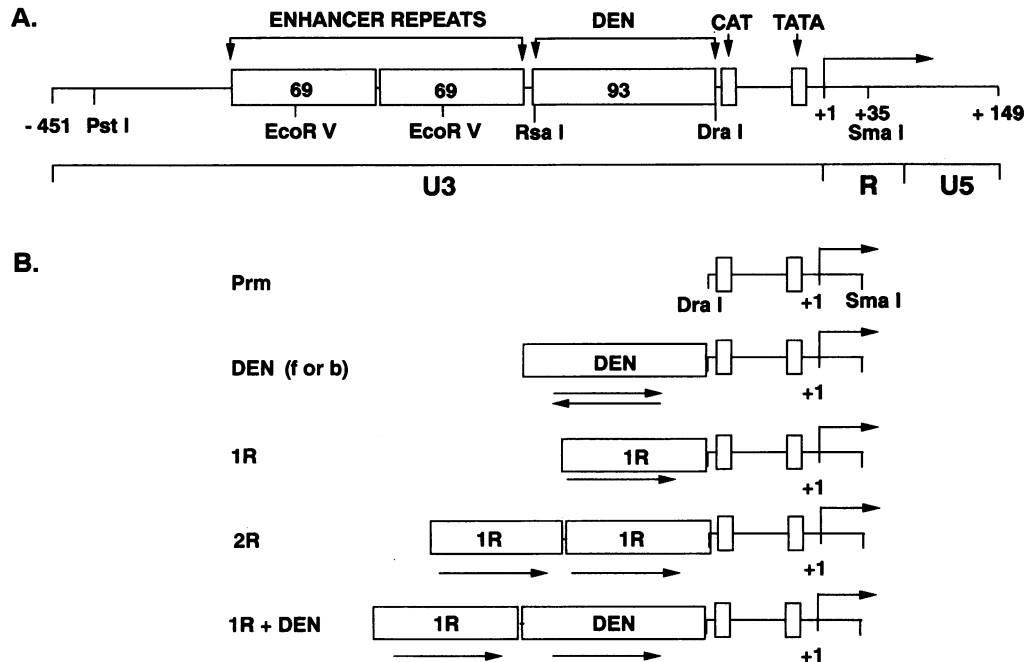 A.
ENHANCER REPEATS DEN CAT TATA
69 69 93
- 451 Pst I EcoR V EcoR V Rsa I Dra I +1 +35 + 149
Sma I
U3 R U5
B.
Prm
Dra I +1 Sma I
DEN (f or b) DEN
+1
1R 1R
+1
2R 1R 1R
+1
1R + DEN 1R DEN
+1